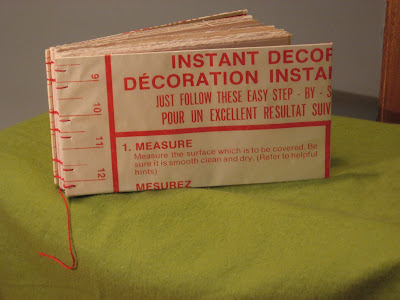 INSTANT DECOR
DÉCORATION INSTA
JUST FOLLOW THESE EASY STEP - BY - S
POUR UN EXCELLENT RESULTAT SUIV
1. MEASURE
Measure the surface which is to be covered. Be
sure it is smooth clean and dry. (Refer to helpful
hints)
MESUREZ
9
10
11
12